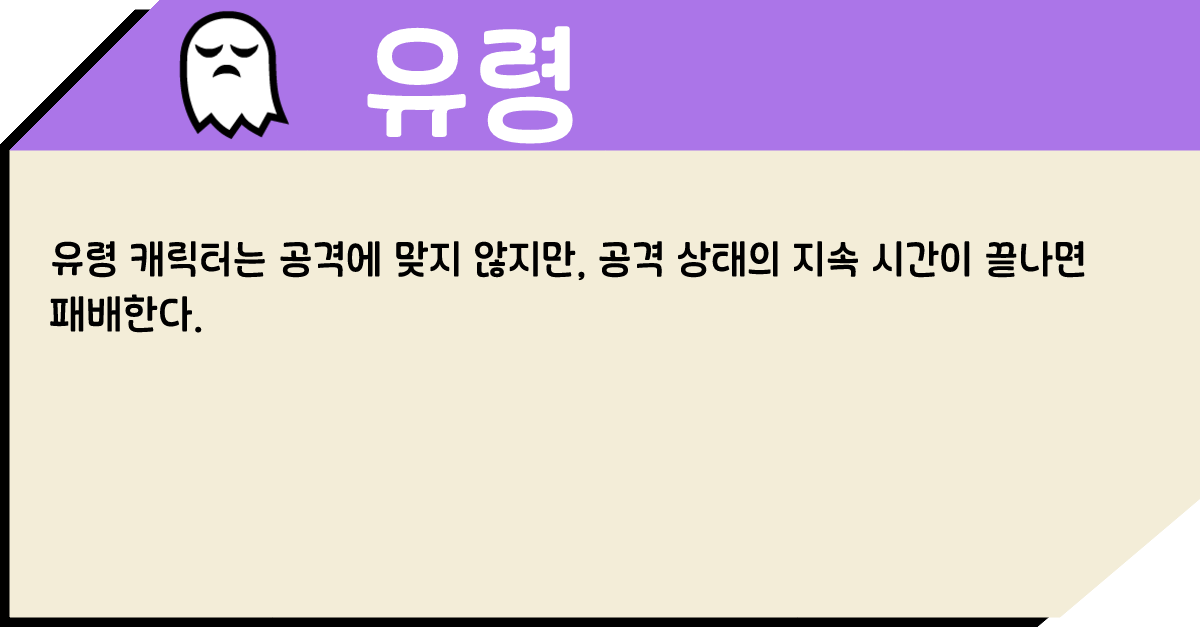 유령
유령 캐릭터는 공격에 맞지 않지만, 공격 상태의 지속 시간이 끝나면
패배한다.